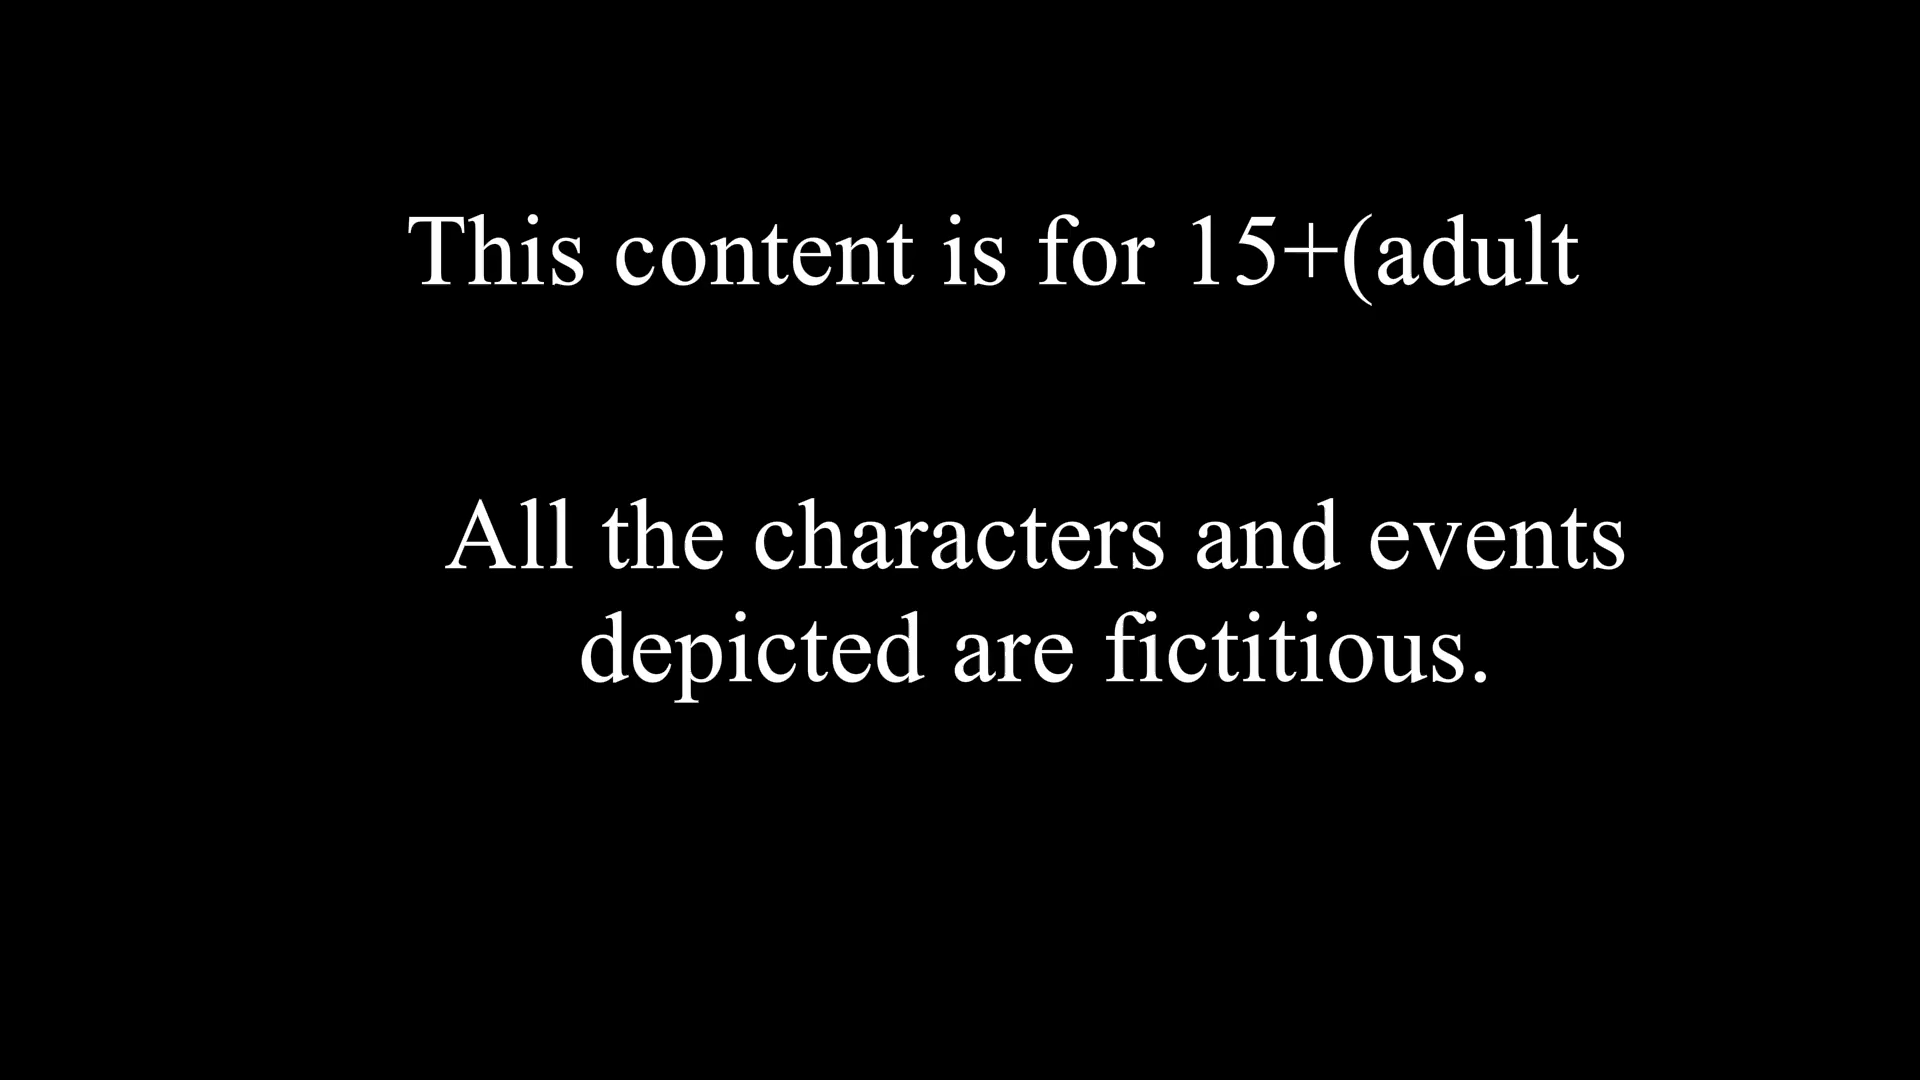 This content is for 15+(adult
All the characters and events
depicted are fictitious.